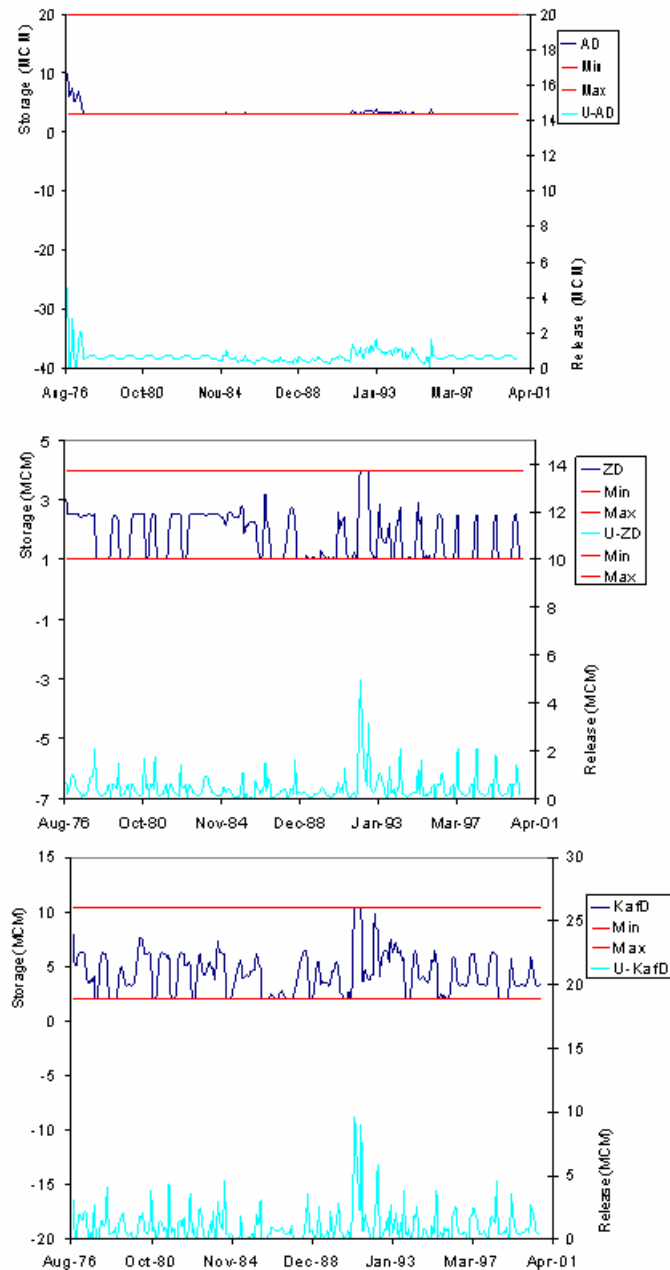 20
10
0
-10
-20
-30
-40
Storage (MCM)
20
18
16
14
12
10
8
6
4
2
0
Release (MCM)
Aug-76 Oct-80 Nov-84 Dec-88 Jan-93 Mar-97 Apr-01
AD
Min
Max
U-AD
5
3
1
-1
-3
-5
-7
Storage (MCM)
14
12
10
8
6
4
2
0
Release (MCM)
Aug-76 Oct-80 Nov-84 Dec-88 Jan-93 Mar-97 Apr-01
ZD
Min
Max
U-ZD
Min
Max
15
10
5
0
-5
-10
-15
-20
Storage (MCM)
30
25
20
15
10
5
0
Release (MCM)
Aug-76 Oct-80 Nov-84 Dec-88 Jan-93 Mar-97 Apr-01
KafD
Min
Max
U-KafD